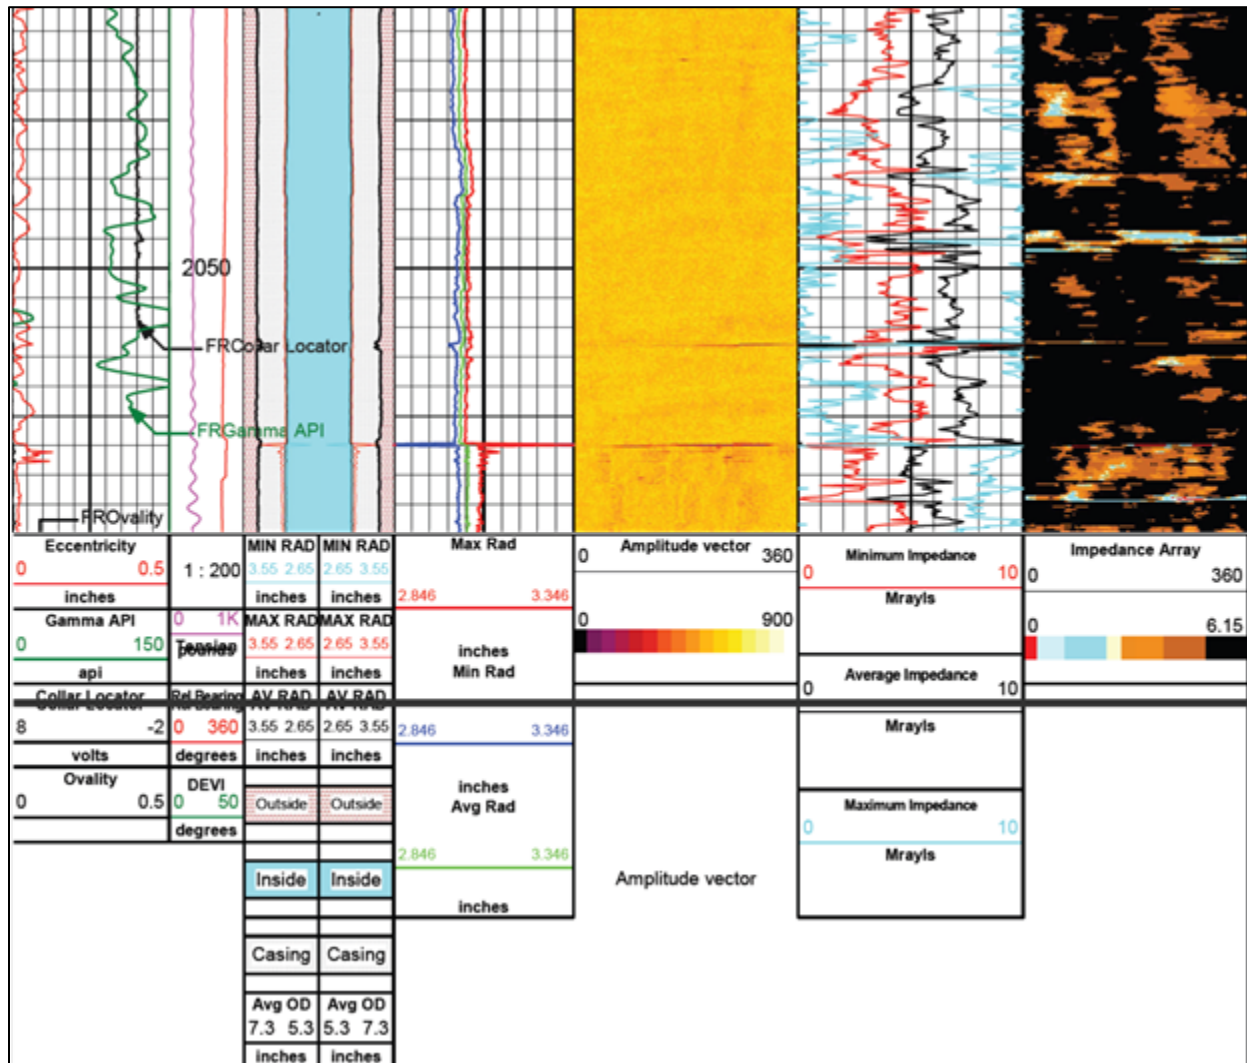 2050
FRCollar Locator
FRGamma API
FROvality
Eccentricity
0 0.5
inches
Gamma API
0 150
api
Collar Locator
Collar Locator
8 -2
volts
Ovality
0 0.5
1 : 200
0 1K
Tension
pounds
Rel Bearing
0 360
degrees
DEVI
0 50
degrees
MIN RAD MIN RAD
3.55 2.65 2.65 3.55
inches inches
MAX RAD MAX RAD
3.55 2.65 2.65 3.55
inches inches
AV RAD AV RAD
AV RAD AV RAD
3.55 2.65 2.65 3.55
inches inches
Outside Outside
Inside Inside
Casing Casing
Avg OD Avg OD
7.3 5.3 5.3 7.3
inches inches
Max Rad
2.846 3.346
inches
Min Rad
2.846 3.346
inches
Avg Rad
2.846 3.346
inches
0 Amplitude vector 360
0 900
Amplitude vector
Minimum Impedance
0 10
Mrayls
Average Impedance
0 10
Mrayls
Maximum Impedance
0 10
Mrayls
Impedance Array
0 360
0 6.15